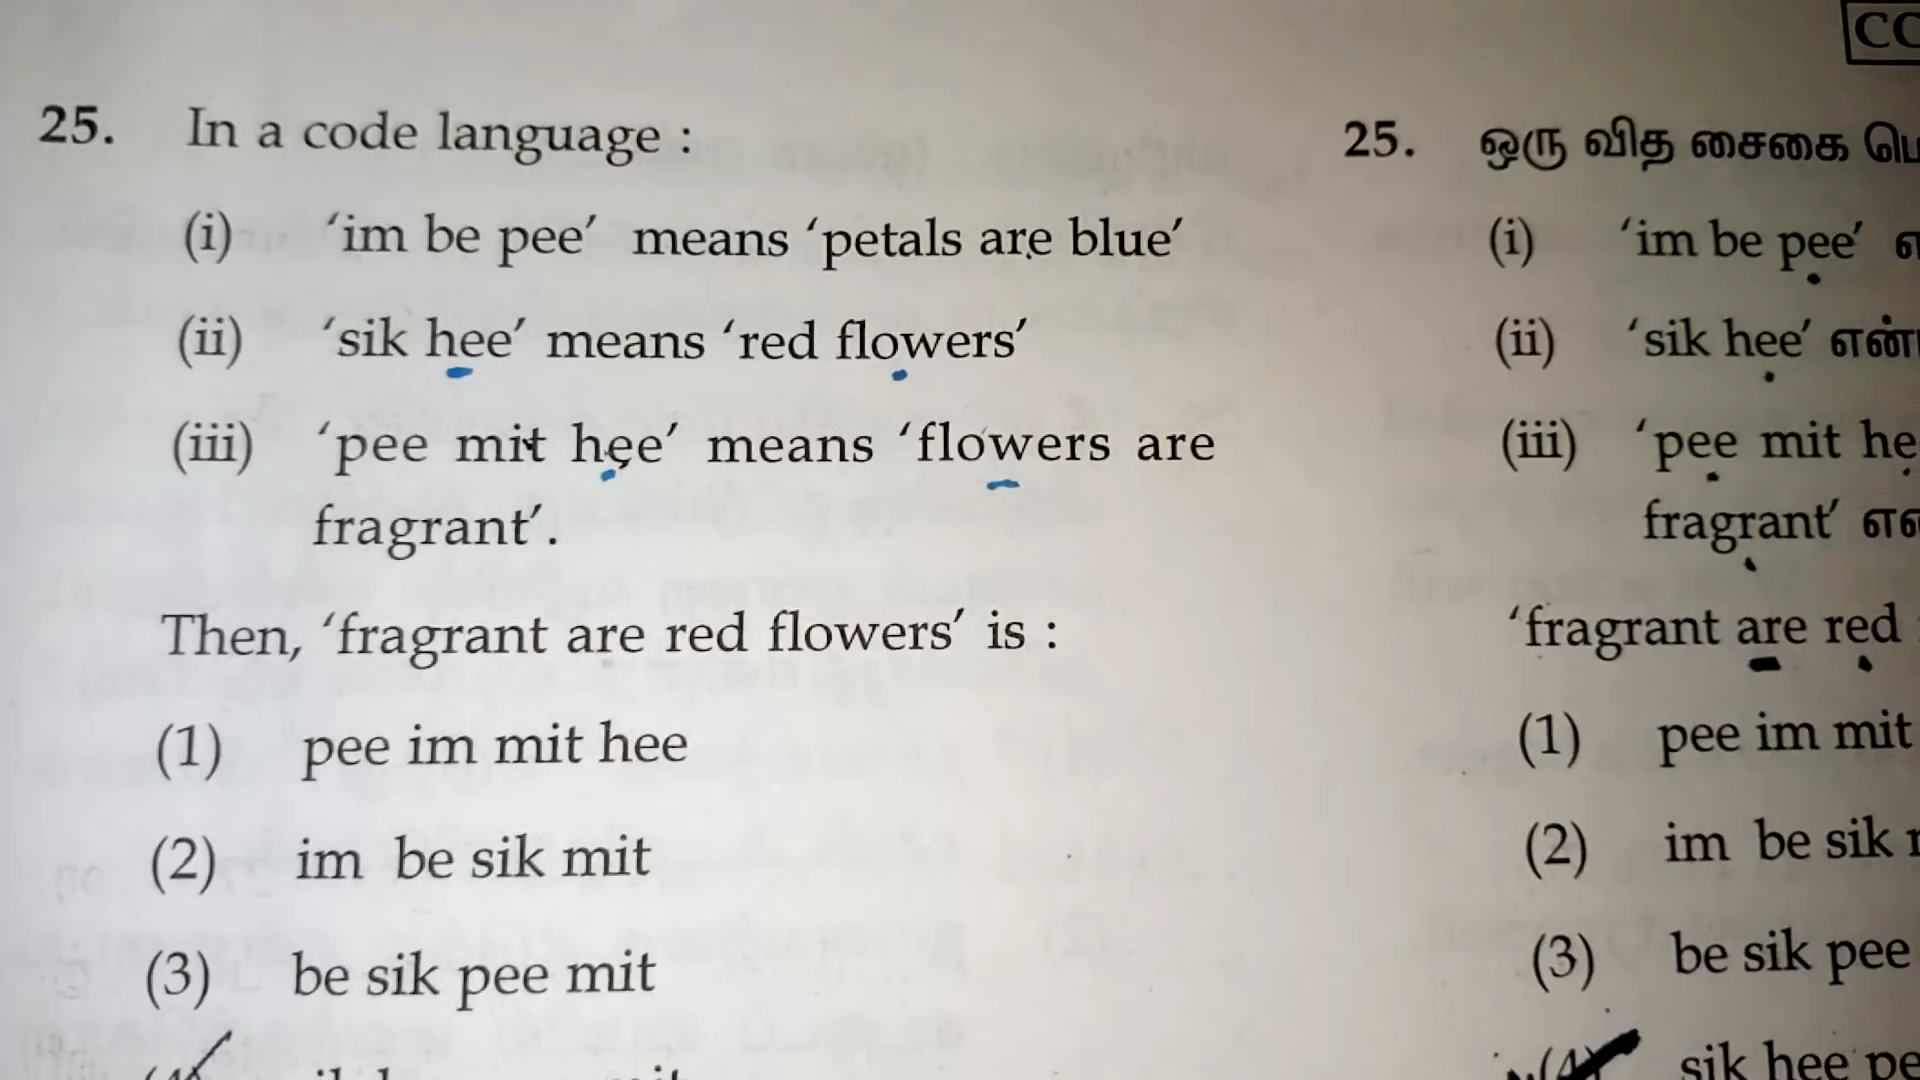 25. In a code language :
(i) 'im be pee' means 'petals are blue'
(ii) 'sik hee' means 'red flowers'
(iii) 'pee mit hee' means 'flowers are
fragrant'.
Then, 'fragrant are red flowers' is :
(1) pee im mit hee
(2) im be sik mit
(3) be sik pee mit
25. ஒரு வித சைகை
(i) 'im be pee'
(ii) 'sik hee'
(iii) 'pee mit
fragrant'
'fragrant are red
(1) pee im mit
(2) im be sik
(3) be sik pee
(4) sik hee